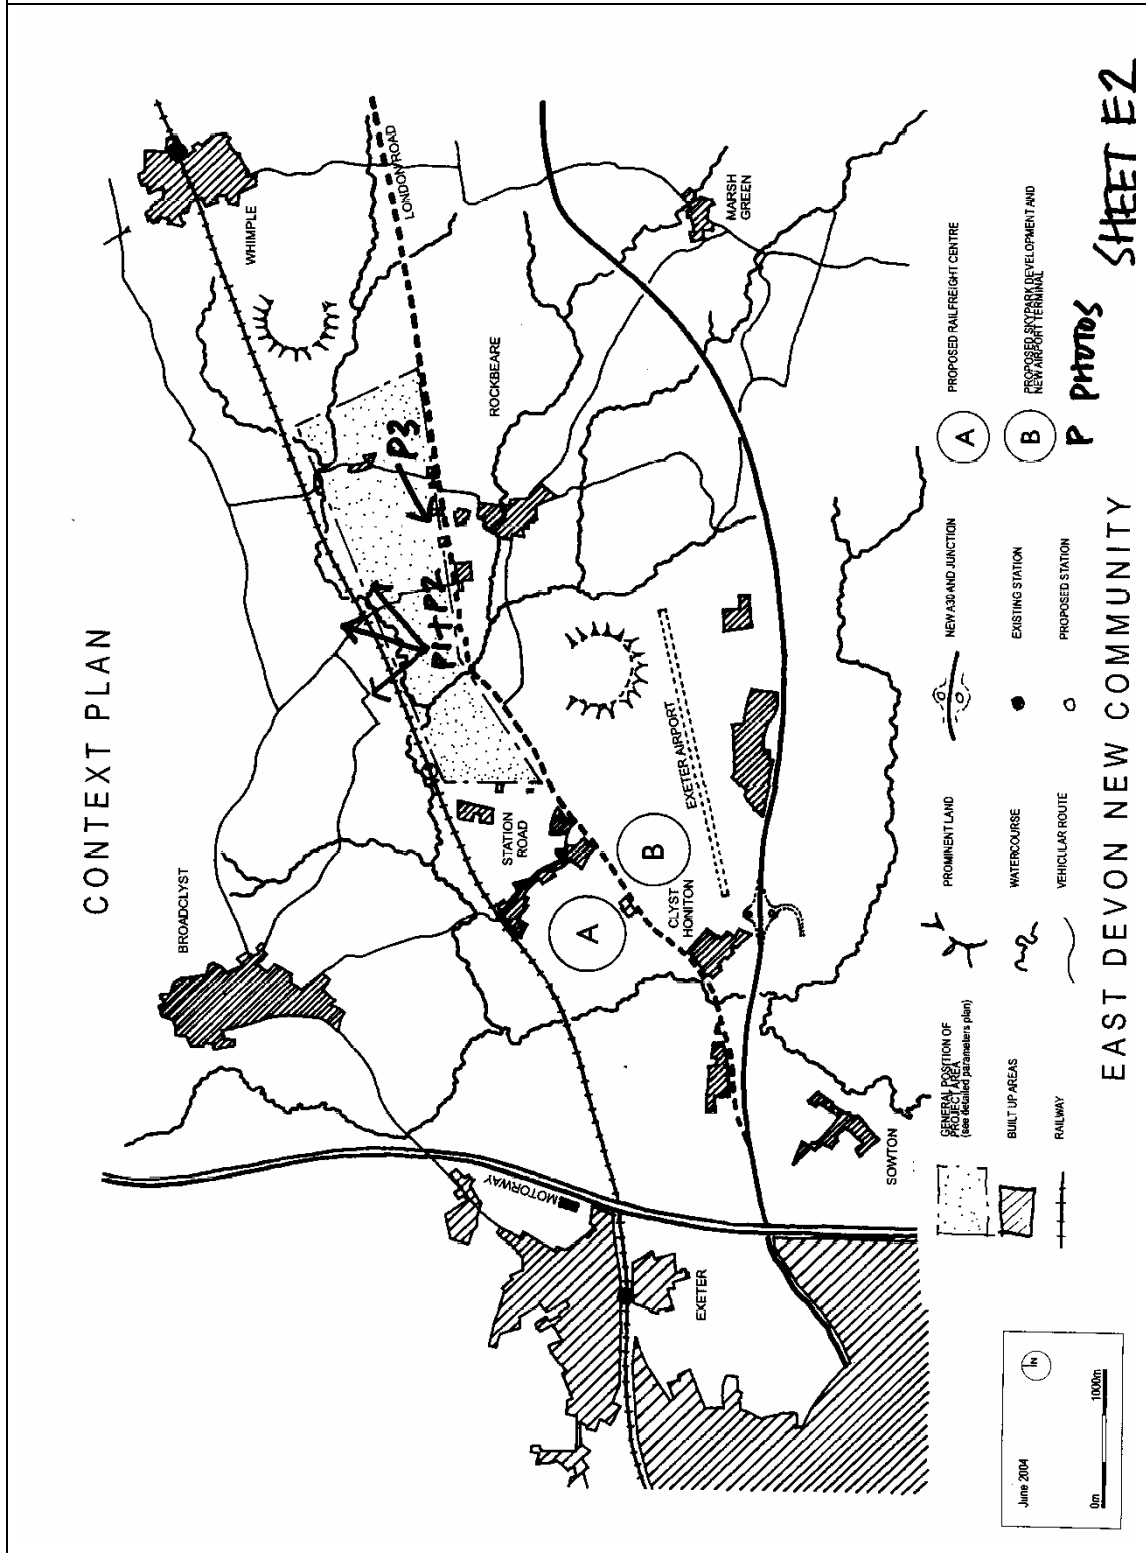 CONTEXT PLAN
BROADCLYST
WHIMPLE
LONDON ROAD
STATION
ROAD
P1+P2
P3
ROCKBEARE
MARSH
GREEN
MOTORWAY
EXETER
A
B
CLYST
HONITON
EXETER AIRPORT
SOWTON
June 2004
N
0m
1000m
GENERAL POSITION OF
PROJECT AREA
(see detailed parameters plan)
BUILT UP AREAS
RAILWAY
PROMINENT LAND
WATERCOURSE
VEHICULAR ROUTE
NEW A30 AND JUNCTION
EXISTING STATION
PROPOSED STATION
A
PROPOSED RAILFREIGHT CENTRE
B
PROPOSED SKYPARK DEVELOPMENT AND
NEW AIRPORT TERMINAL
P PHOTOS
SHEET E2
EAST DEVON NEW COMMUNITY